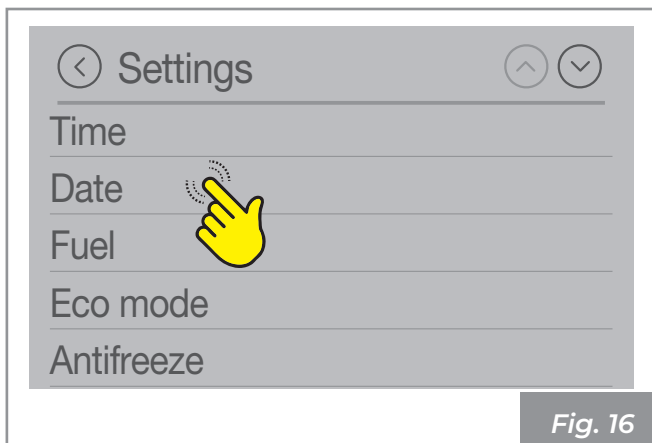 Settings
Time
Date
Fuel
Eco mode
Antifreeze
Fig. 16